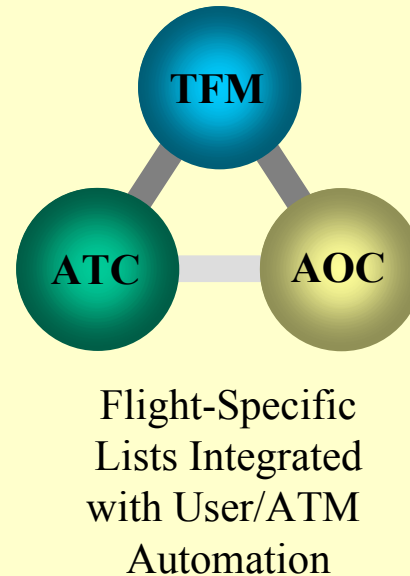 TFM
ATC
AOC
Flight-Specific
Lists Integrated
with User/ATM
Automation